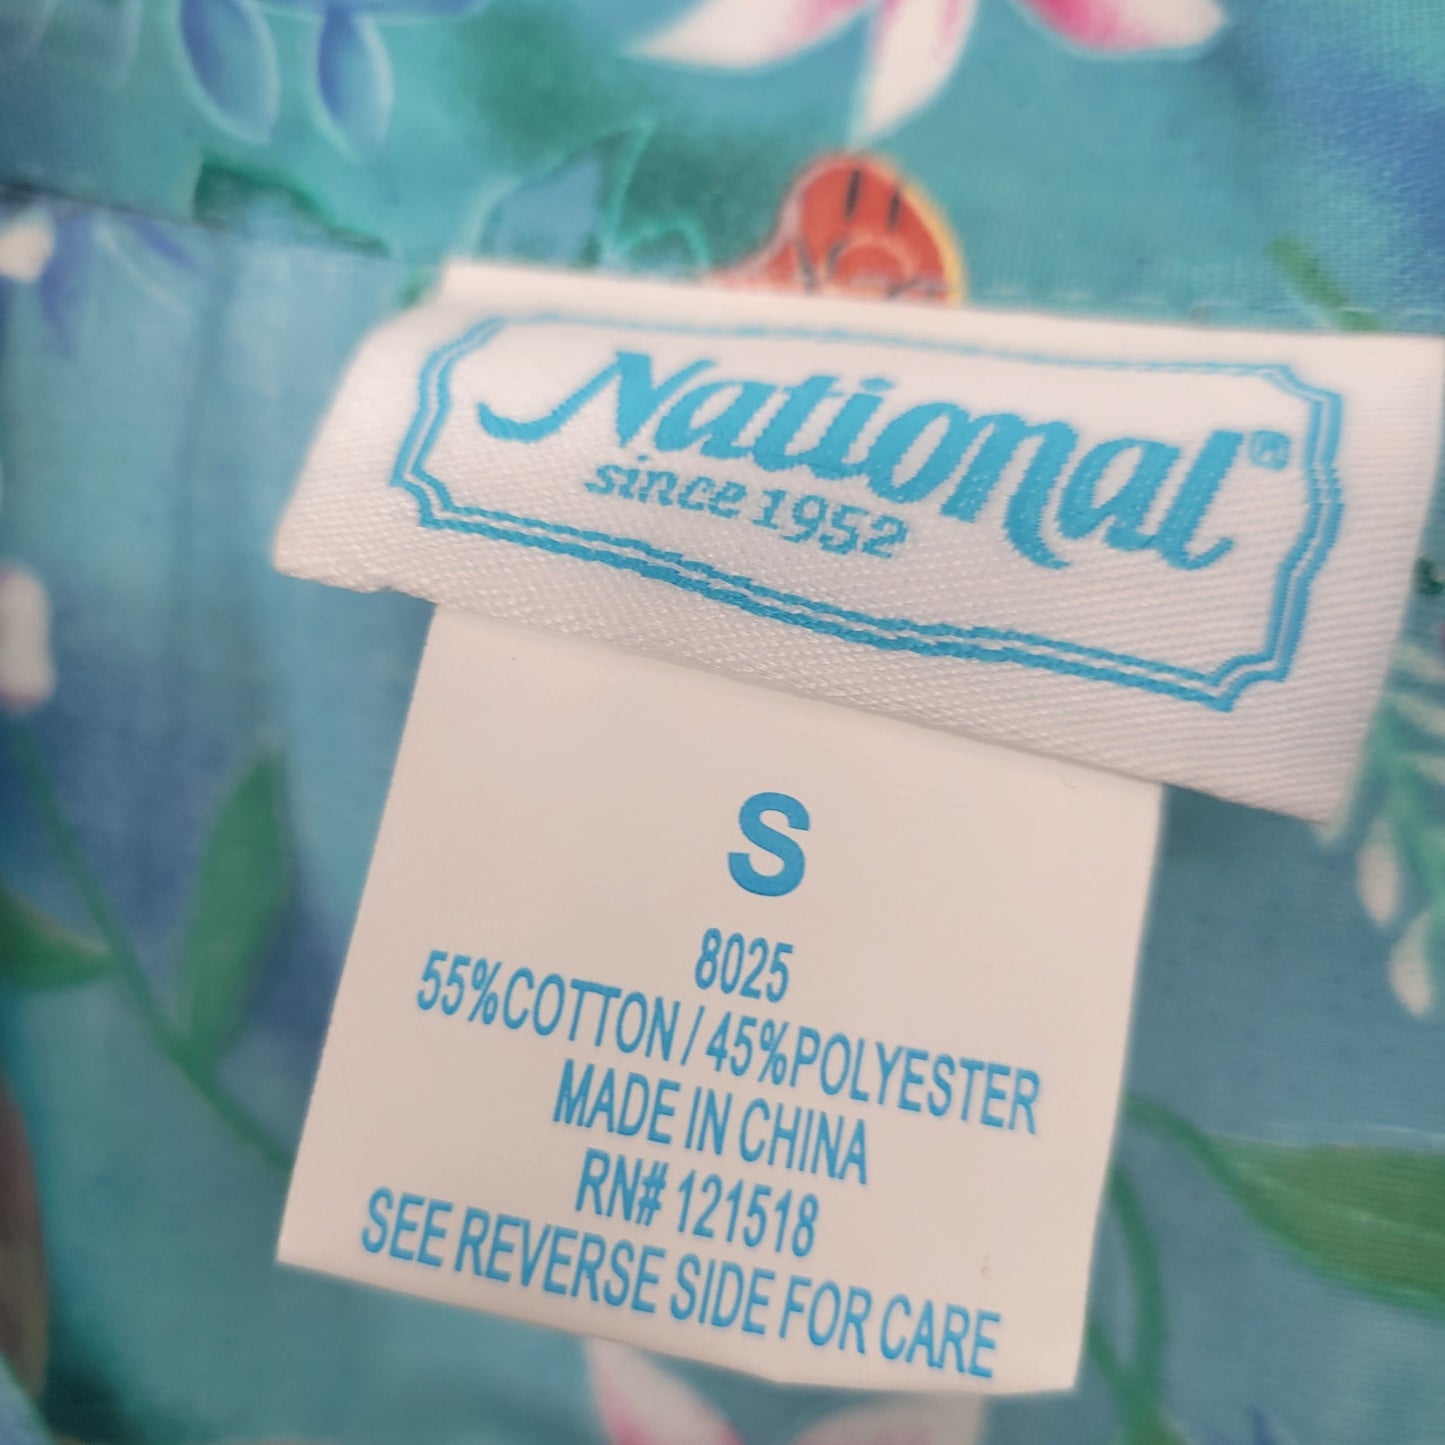 National®
since 1952
S
8025
55%COTTON / 45%POLYESTER
MADE IN CHINA
RN# 121518
SEE REVERSE SIDE FOR CARE